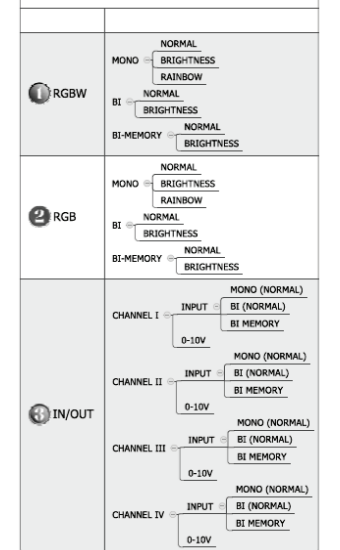 1 RGBW
MONO
NORMAL
BRIGHTNESS
RAINBOW
BI
NORMAL
BRIGHTNESS
BI-MEMORY
NORMAL
BRIGHTNESS
2 RGB
MONO
NORMAL
BRIGHTNESS
RAINBOW
BI
NORMAL
BRIGHTNESS
BI-MEMORY
NORMAL
BRIGHTNESS
3 IN/OUT
CHANNEL I
INPUT
MONO (NORMAL)
BI (NORMAL)
BI MEMORY
0-10V
CHANNEL II
INPUT
MONO (NORMAL)
BI (NORMAL)
BI MEMORY
0-10V
CHANNEL III
INPUT
MONO (NORMAL)
BI (NORMAL)
BI MEMORY
0-10V
CHANNEL IV
INPUT
MONO (NORMAL)
BI (NORMAL)
BI MEMORY
0-10V